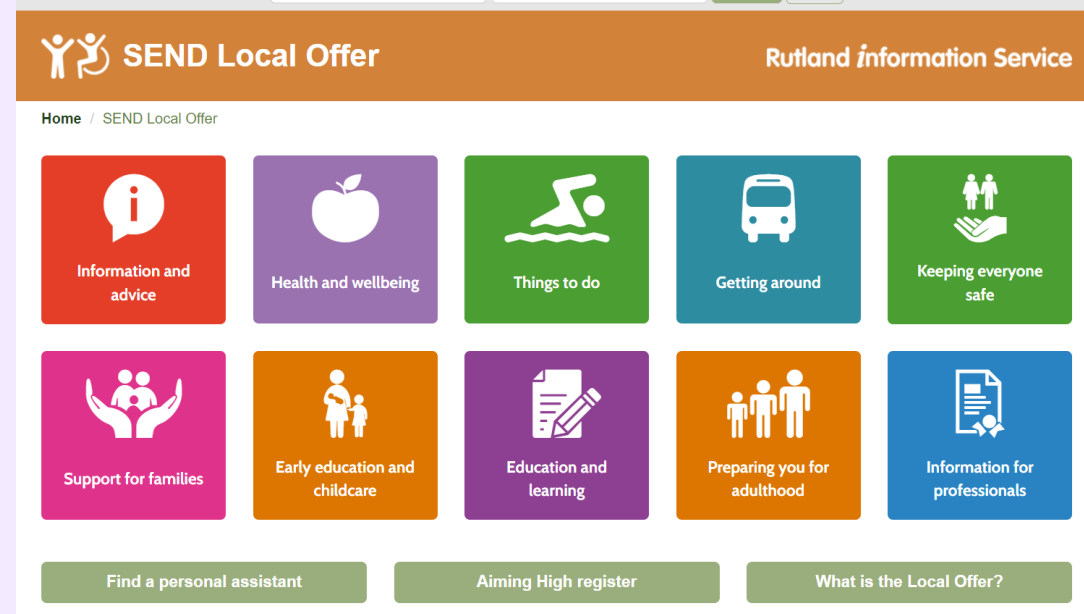 SEND Local Offer
Rutland information Service
Home / SEND Local Offer
Information and
advice
Health and wellbeing
Things to do
Getting around
Keeping everyone
safe
Support for families
Early education and
childcare
Education and
learning
Preparing you for
adulthood
Information for
professionals
Find a personal assistant
Aiming High register
What is the Local Offer?